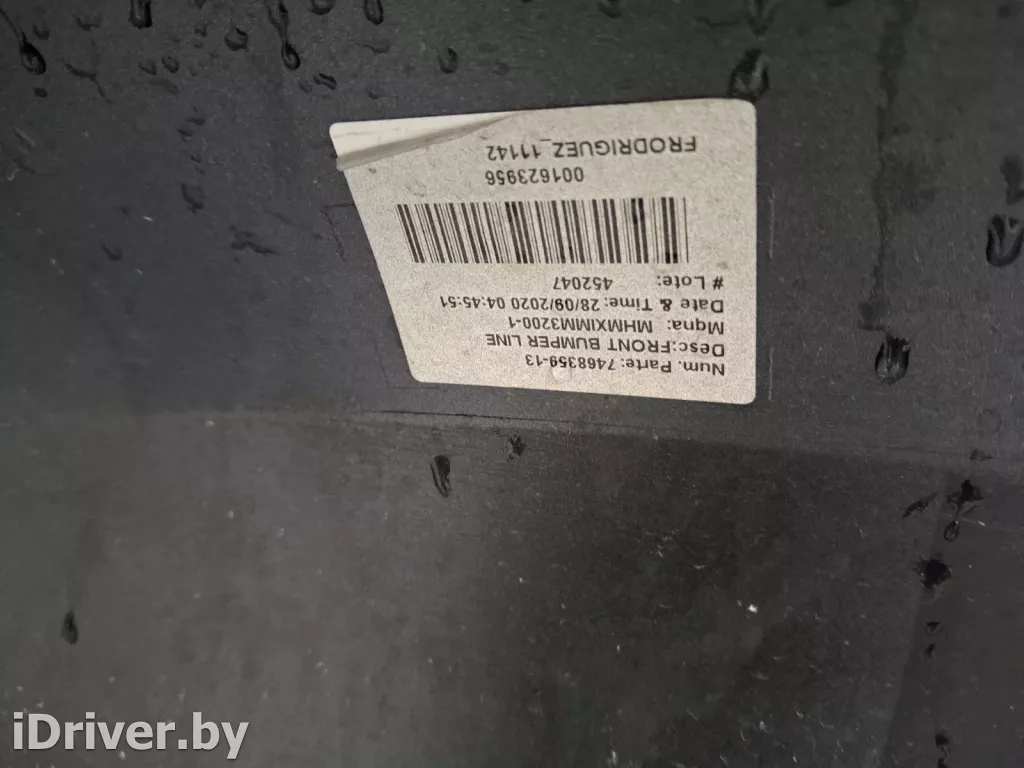 Num. Parte: 7468359-13
Desc:FRONT BUMPER LINE
Mqna: MHMXIMM3200-1
Date & Time: 28/09/2020 04:45:51
# Lote: 452047
001623956
FRODRIGUEZ_11142
iDriver.by